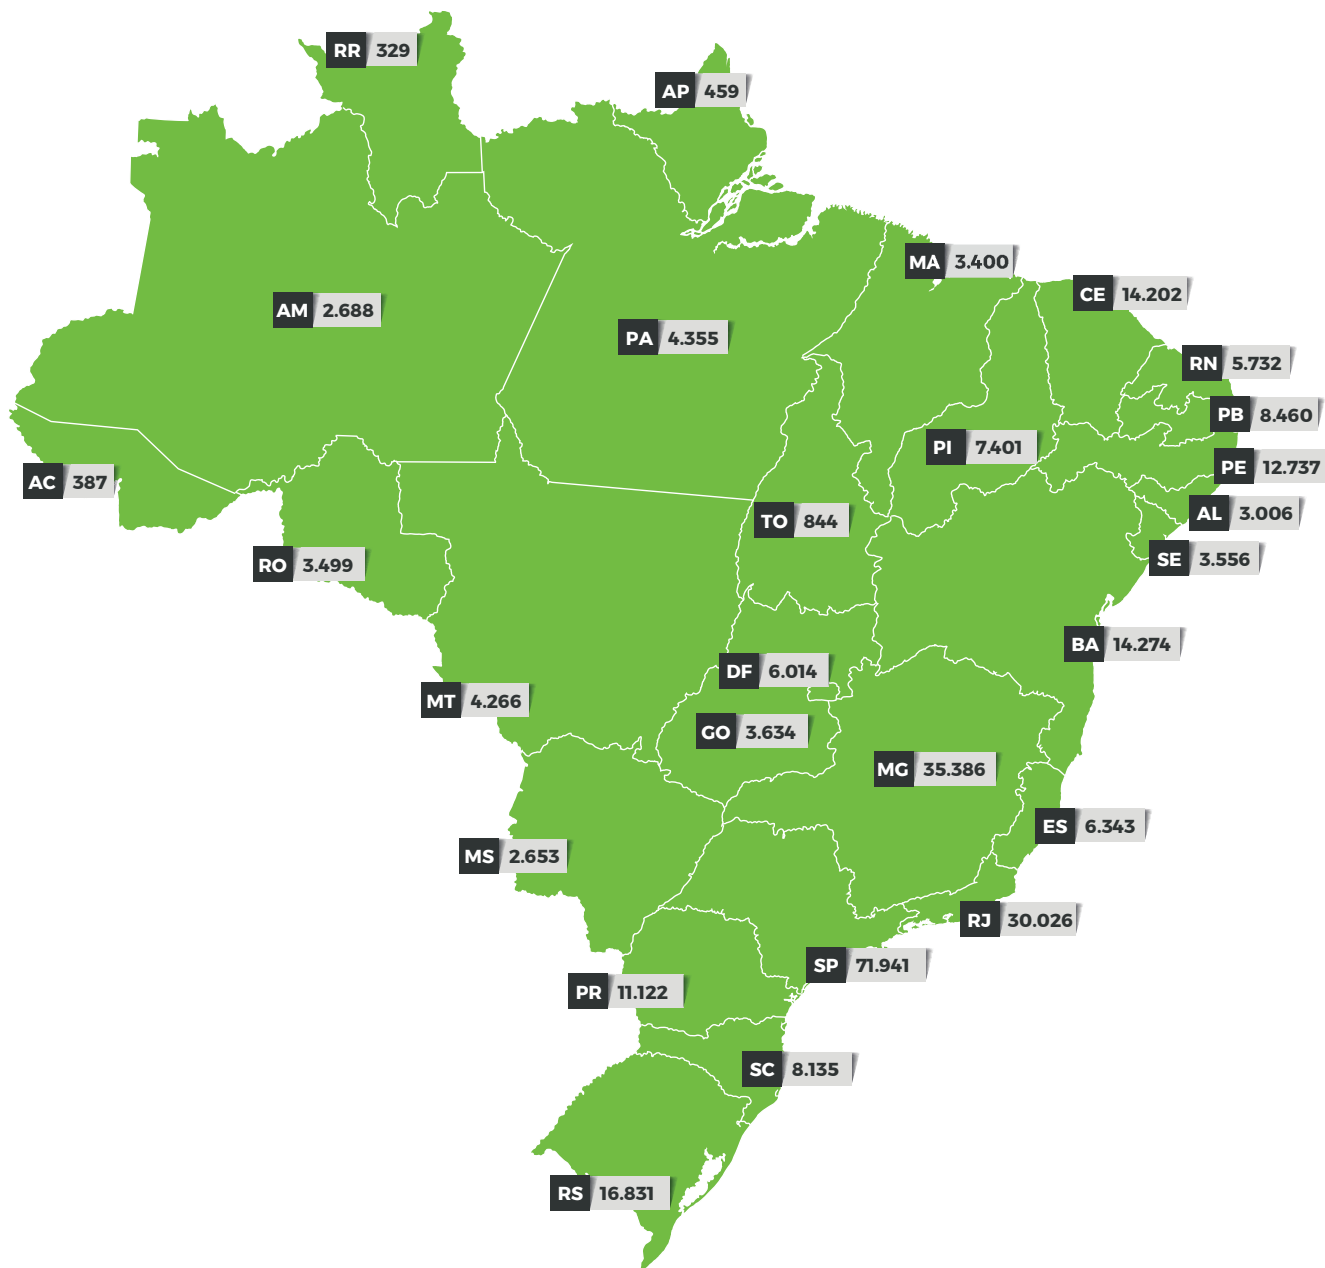 RR 329
AP 459
MA 3.400
CE 14.202
AM 2.688
PA 4.355
RN 5.732
PB 8.460
PI 7.401
PE 12.737
AC 387
AL 3.006
TO 844
SE 3.556
RO 3.499
BA 14.274
DF 6.014
MT 4.266
GO 3.634
MG 35.386
ES 6.343
MS 2.653
RJ 30.026
SP 71.941
PR 11.122
SC 8.135
RS 16.831